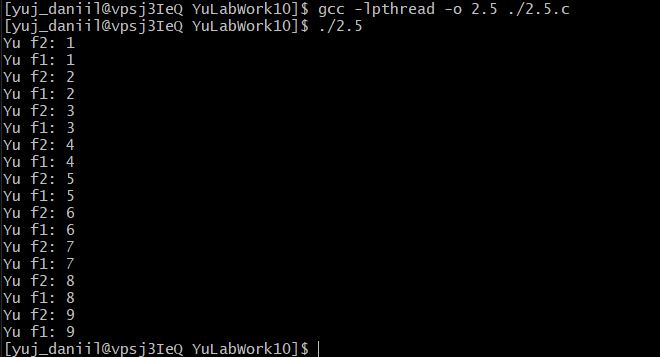 [yuj_daniil@vpsj3IeQ YuLabWork10]$ gcc -lpthread -o 2.5 ./2.5.c
[yuj_daniil@vpsj3IeQ YuLabWork10]$ ./2.5
Yu f2: 1
Yu f1: 1
Yu f2: 2
Yu f1: 2
Yu f2: 3
Yu f1: 3
Yu f2: 4
Yu f1: 4
Yu f2: 5
Yu f1: 5
Yu f2: 6
Yu f1: 6
Yu f2: 7
Yu f1: 7
Yu f2: 8
Yu f1: 8
Yu f2: 9
Yu f1: 9
[yuj_daniil@vpsj3IeQ YuLabWork10]$